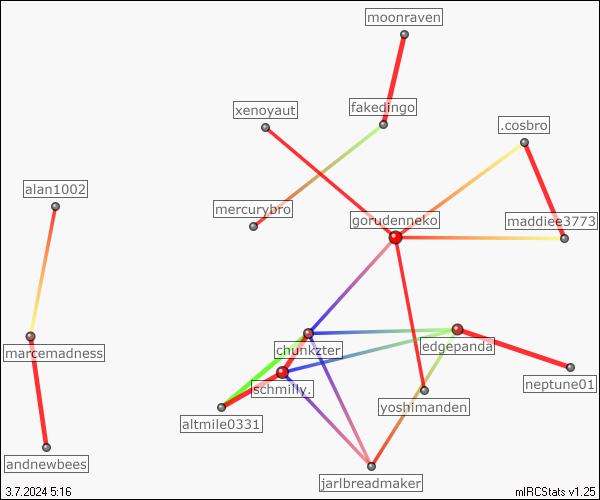 moonraven
xenoyaut
fakedingo
.cosbro
alan1002
mercurybro
gorudenneko
maddiee3773
marcemadness
chunkzter
edgepanda
schmilly.
neptune01
yoshimanden
altmile0331
andnewbees
jarlbreadmaker
3.7.2024 5:16
mIRCStats v1.25